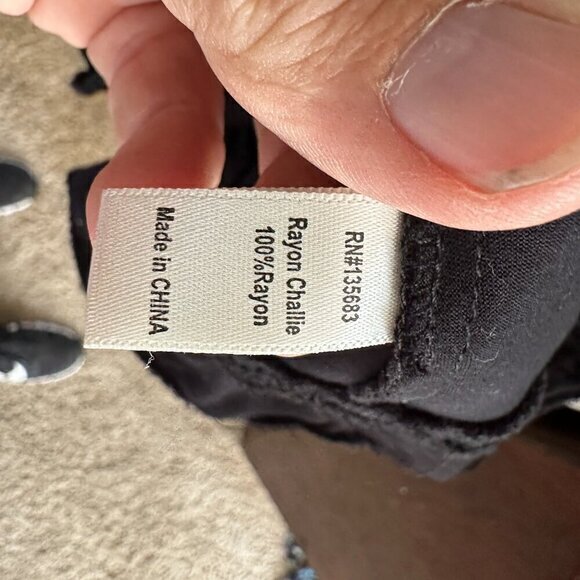 RN#135683
Rayon Challie
100%Rayon
Made in CHINA